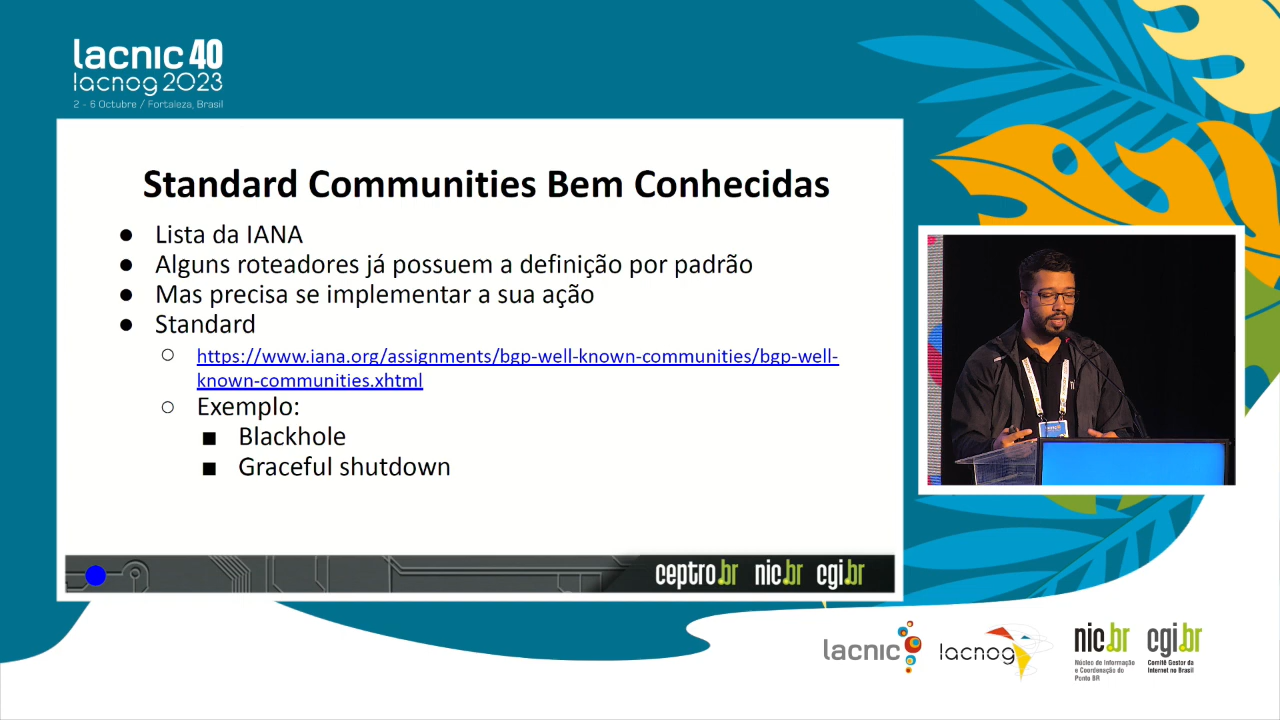 lacnic 40
lacnog 2023
2 - 6 Octubre / Fortaleza, Brasil
Standard Communities Bem Conhecidas
● Lista da IANA
● Alguns roteadores já possuem a definição por padrão
● Mas precisa se implementar a sua ação
● Standard
○ https://www.iana.org/assignments/bgp-well-known-communities/bgp-well-
known-communities.xhtml
○ Exemplo:
■ Blackhole
■ Graceful shutdown
ceptro.br nic.br cgi.br
lacnic
lacnog
nic.br
Núcleo de Informação
e Coordenação do
Ponto BR
cgi.br
Comitê Gestor da
Internet no Brasil